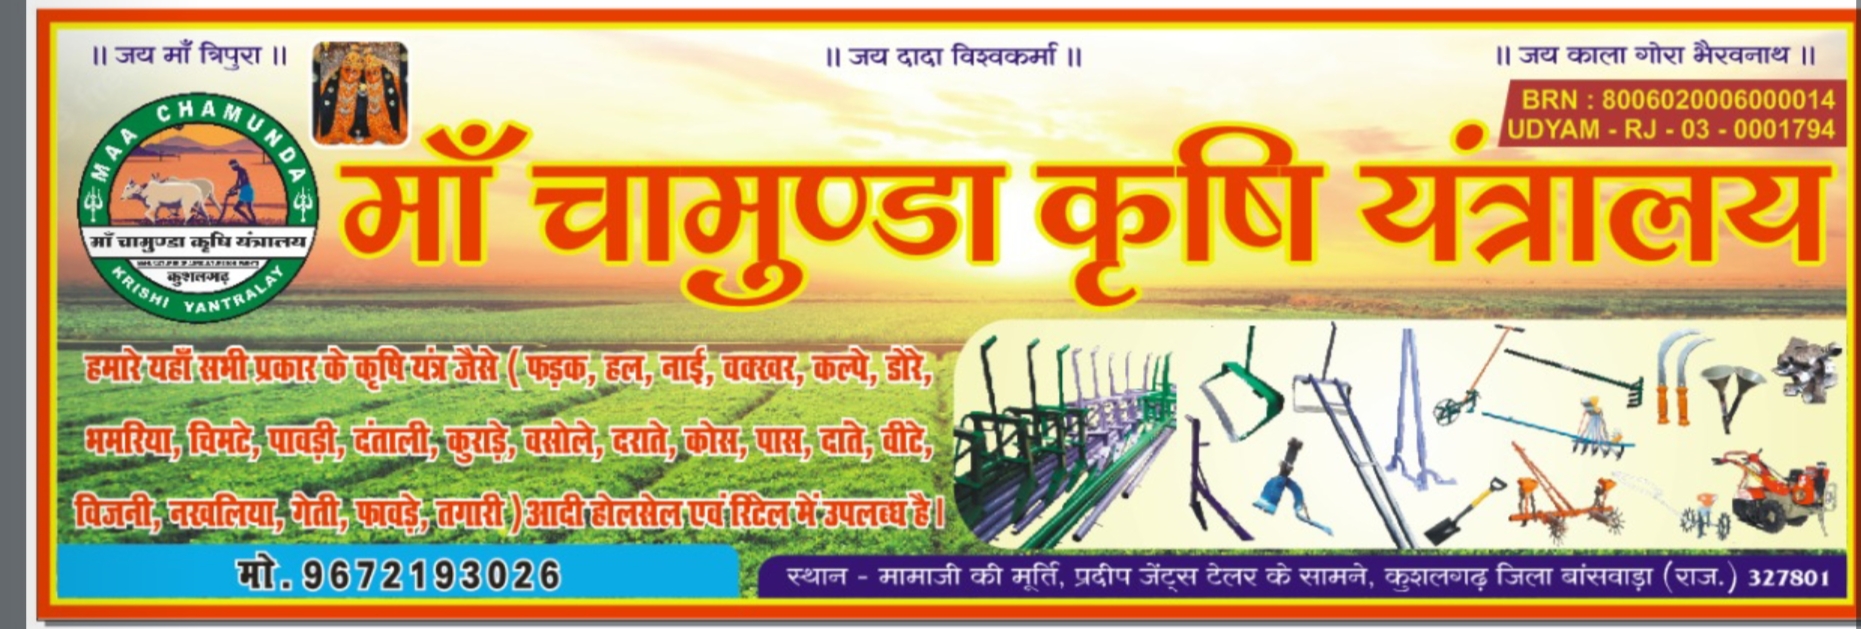 ॥ जय माँ त्रिपुरा ॥
॥ जय दादा विश्वकर्मा ॥
॥ जय काला गोरा भैरवनाथ ॥
BRN : 8006020006000014
UDYAM - RJ - 03 - 0001794
MAA CHAMUNDA
माँ चामुण्डा कृषि यंत्रालय
कुशलगढ़
KRISHI YANTRALAY
माँ चामुण्डा कृषि यंत्रालय
हमारे यहाँ सभी प्रकार के कृषि यंत्र जैसे ( फड़क, हल, नाई, वक्खर, कल्पे, डोरे,
भमरिया, चिमटे, पावड़ी, दंताली, कुराड़े, वसोले, दराते, कोस, पास, दाते, वीटे,
विजनी, नखलिया, गेती, फावड़े, तगारी ) आदी होलसेल एवं रिटेल में उपलब्ध है।
मो. 9672193026
स्थान - मामाजी की मूर्ति, प्रदीप जेंट्स टेलर के सामने, कुशलगढ़ जिला बांसवाड़ा (राज.) 327801